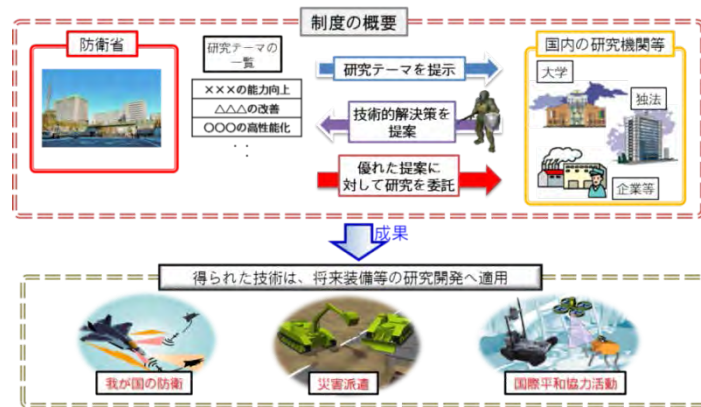 制度の概要
防衛省
研究テーマの
一覧
×××の能力向上
△△△の改善
〇〇〇の高性能化
・
・
研究テーマを提示
技術的解決策を
提案
優れた提案に
対して研究を委託
国内の研究機関等
大学
独法
企業等
成果
得られた技術は、将来装備等の研究開発へ適用
我が国の防衛
災害派遣
国際平和協力活動